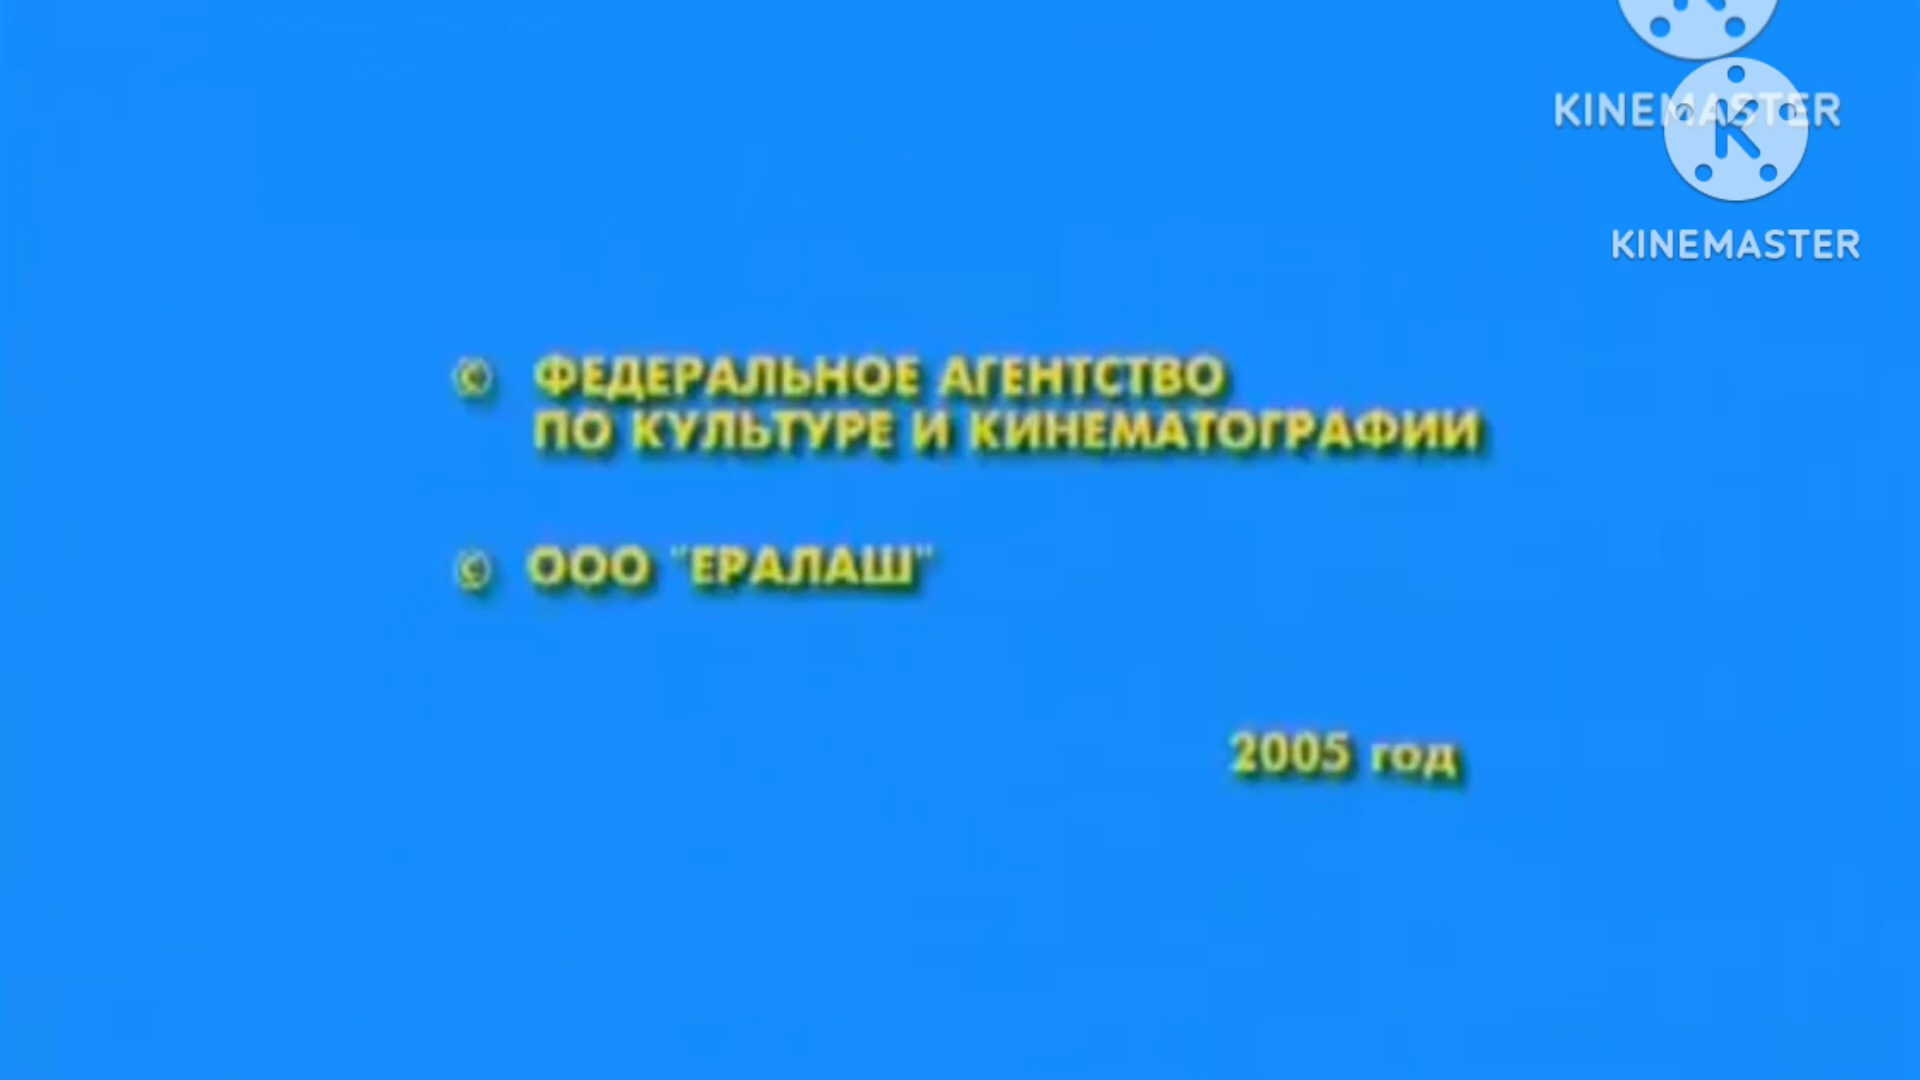 KINEMASTER
KINEMASTER
© ФЕДЕРАЛЬНОЕ АГЕНТСТВО
ПО КУЛЬТУРЕ И КИНЕМАТОГРАФИИ
© ООО "ЕРАЛАШ"
2005 год